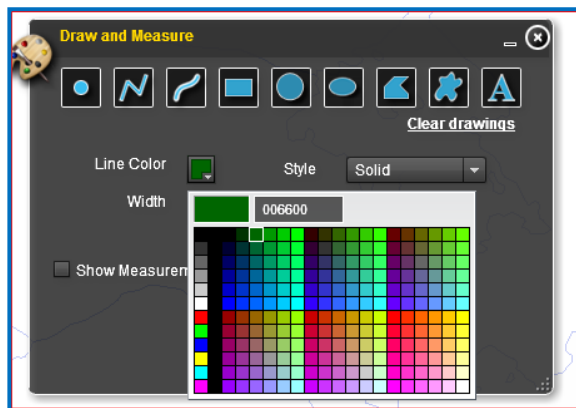 Draw and Measure
A
Clear drawings
Line Color
Style
Solid
Width
006600
Show Measurem